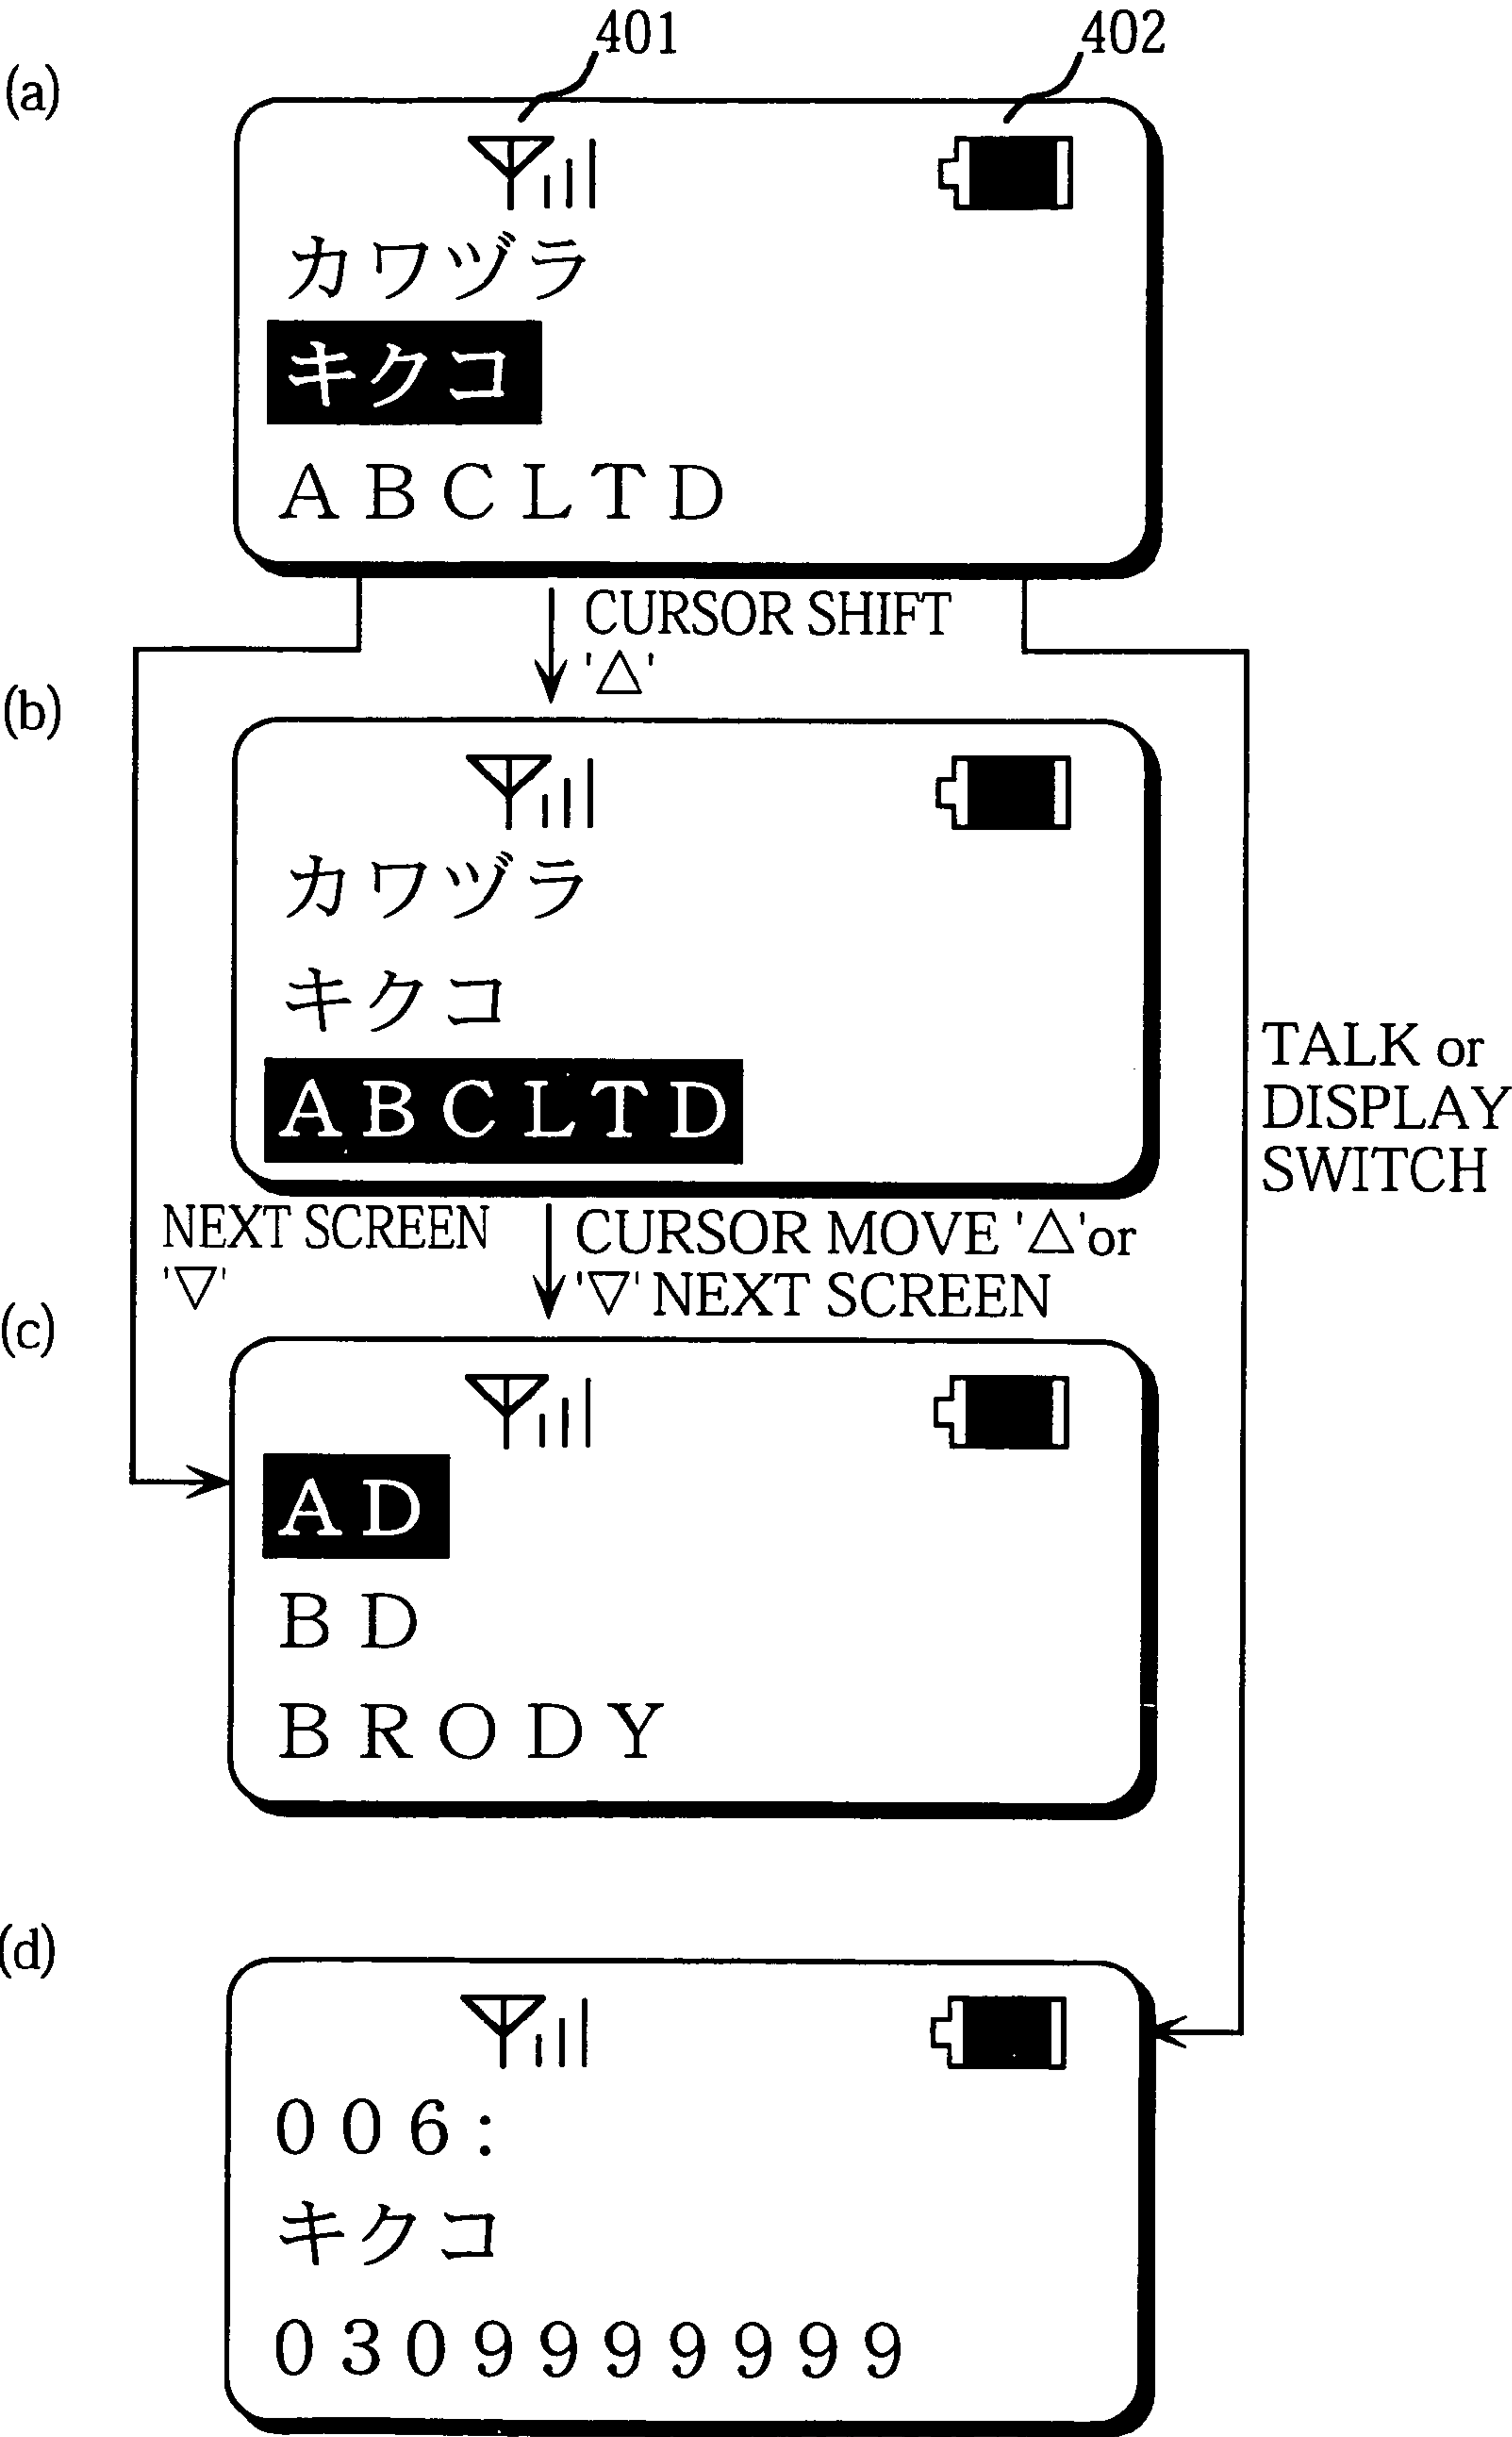 401
402
(a)
カワヅラ
キクコ
ABCLTD
CURSOR SHIFT
'△'
(b)
カワヅラ
キクコ
ABCLTD
TALK or
DISPLAY
SWITCH
NEXT SCREEN
'▽'
CURSOR MOVE '△' or
'▽' NEXT SCREEN
(c)
AD
BD
BRODY
(d)
006:
キクコ
0309999999